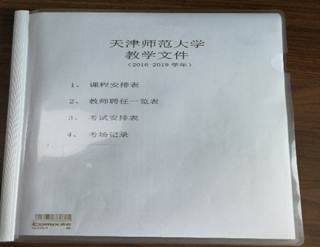 天津师范大学
教学文件
(2018-2019学年)
1、 课程安排表
2、 教师聘任一览表
3、 考试安排表
4、 考场记录